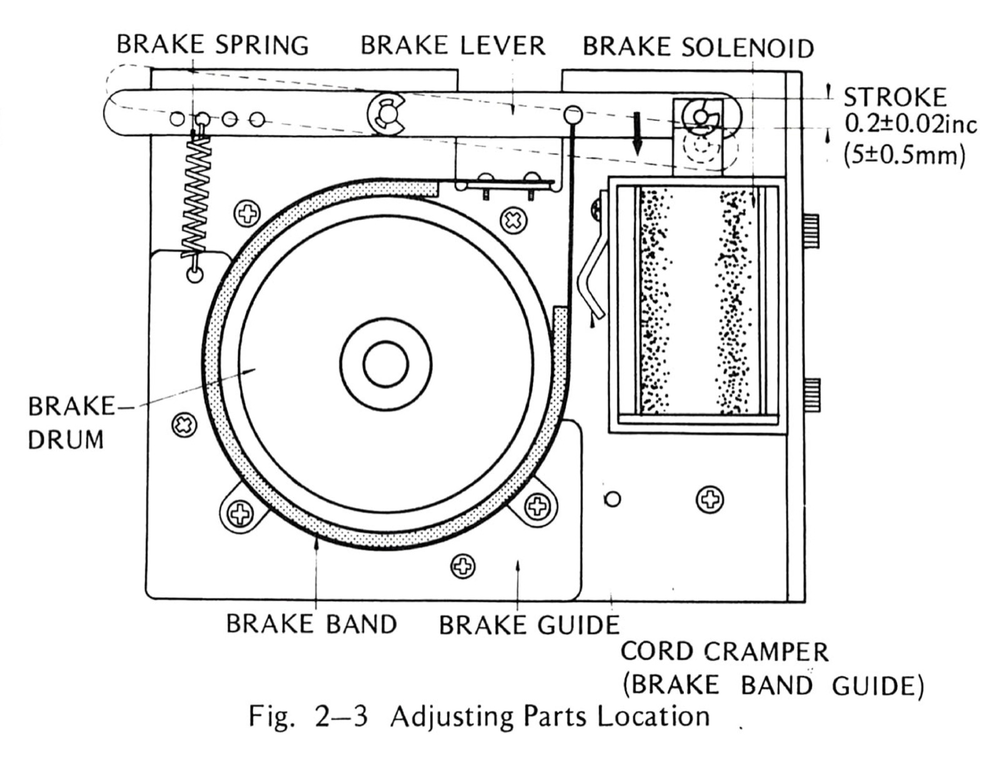 BRAKE SPRING BRAKE LEVER BRAKE SOLENOID
STROKE
0.2±0.02inc
(5±0.5mm)
BRAKE
DRUM
BRAKE BAND BRAKE GUIDE
CORD CRAMPER
(BRAKE BAND GUIDE)
Fig. 2–3 Adjusting Parts Location